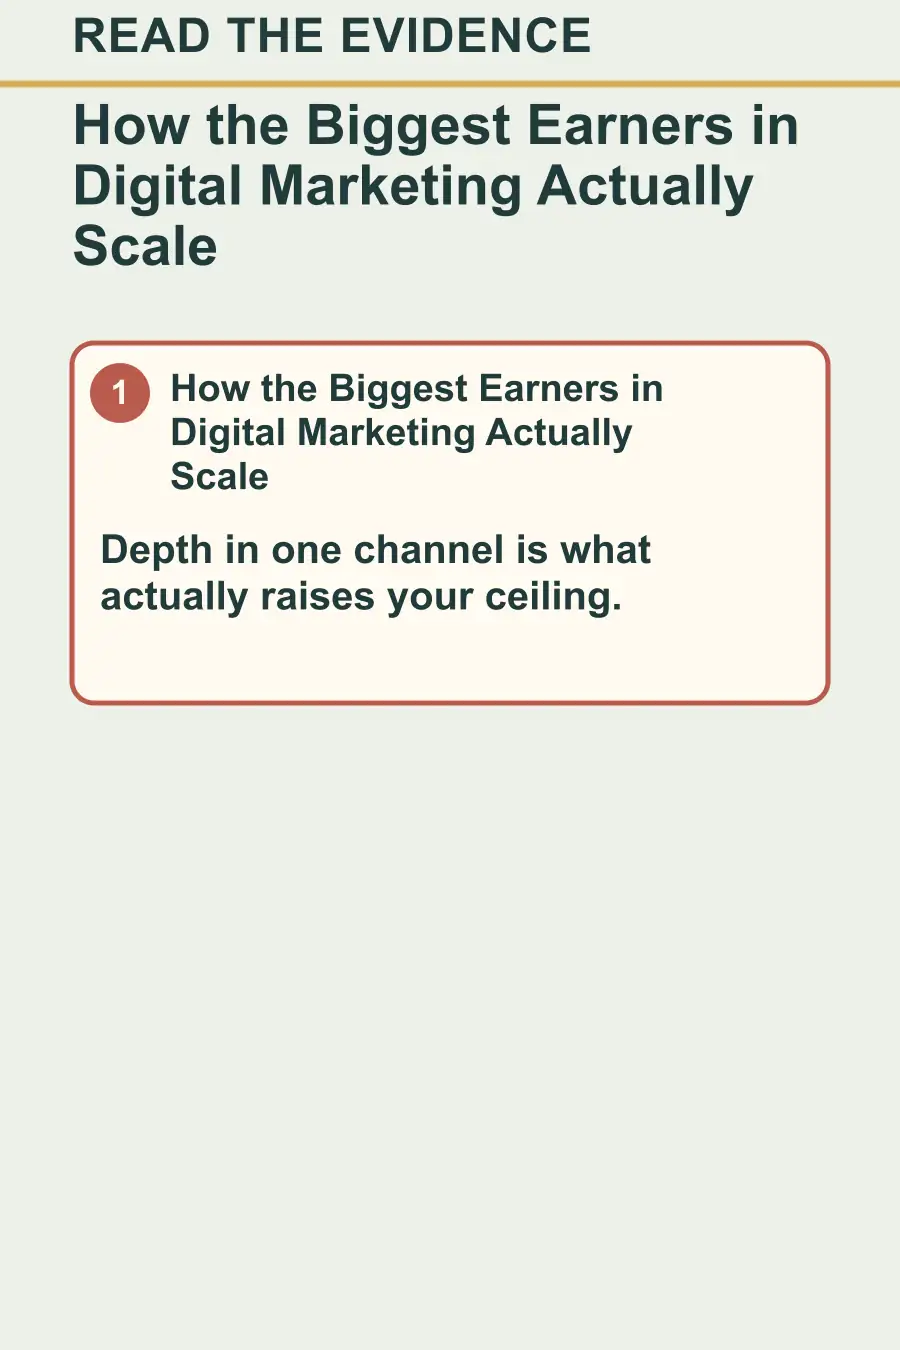 READ THE EVIDENCE
How the Biggest Earners in
Digital Marketing Actually
Scale
1
How the Biggest Earners in
Digital Marketing Actually
Scale
Depth in one channel is what
actually raises your ceiling.